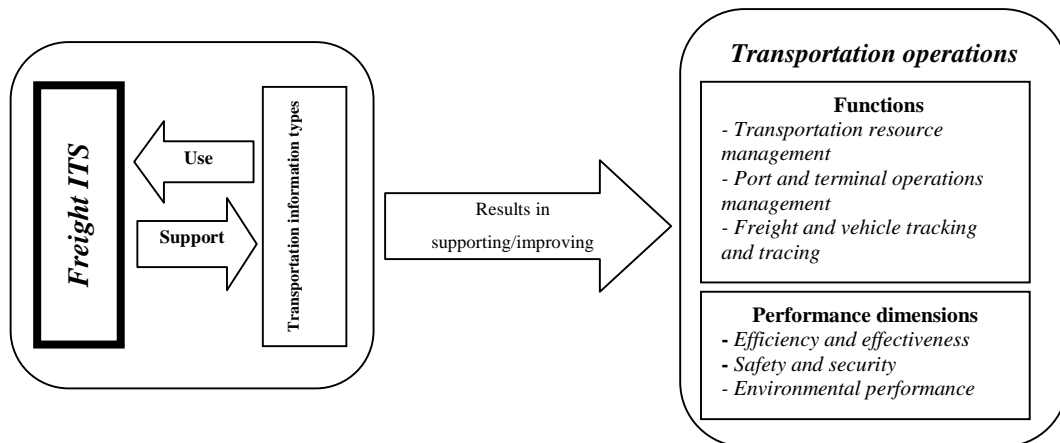 Freight ITS
Use
Support
Transportation information types
Results in
supporting/improving
Transportation operations
Functions
- Transportation resource
management
- Port and terminal operations
management
- Freight and vehicle tracking
and tracing
Performance dimensions
- Efficiency and effectiveness
- Safety and security
- Environmental performance